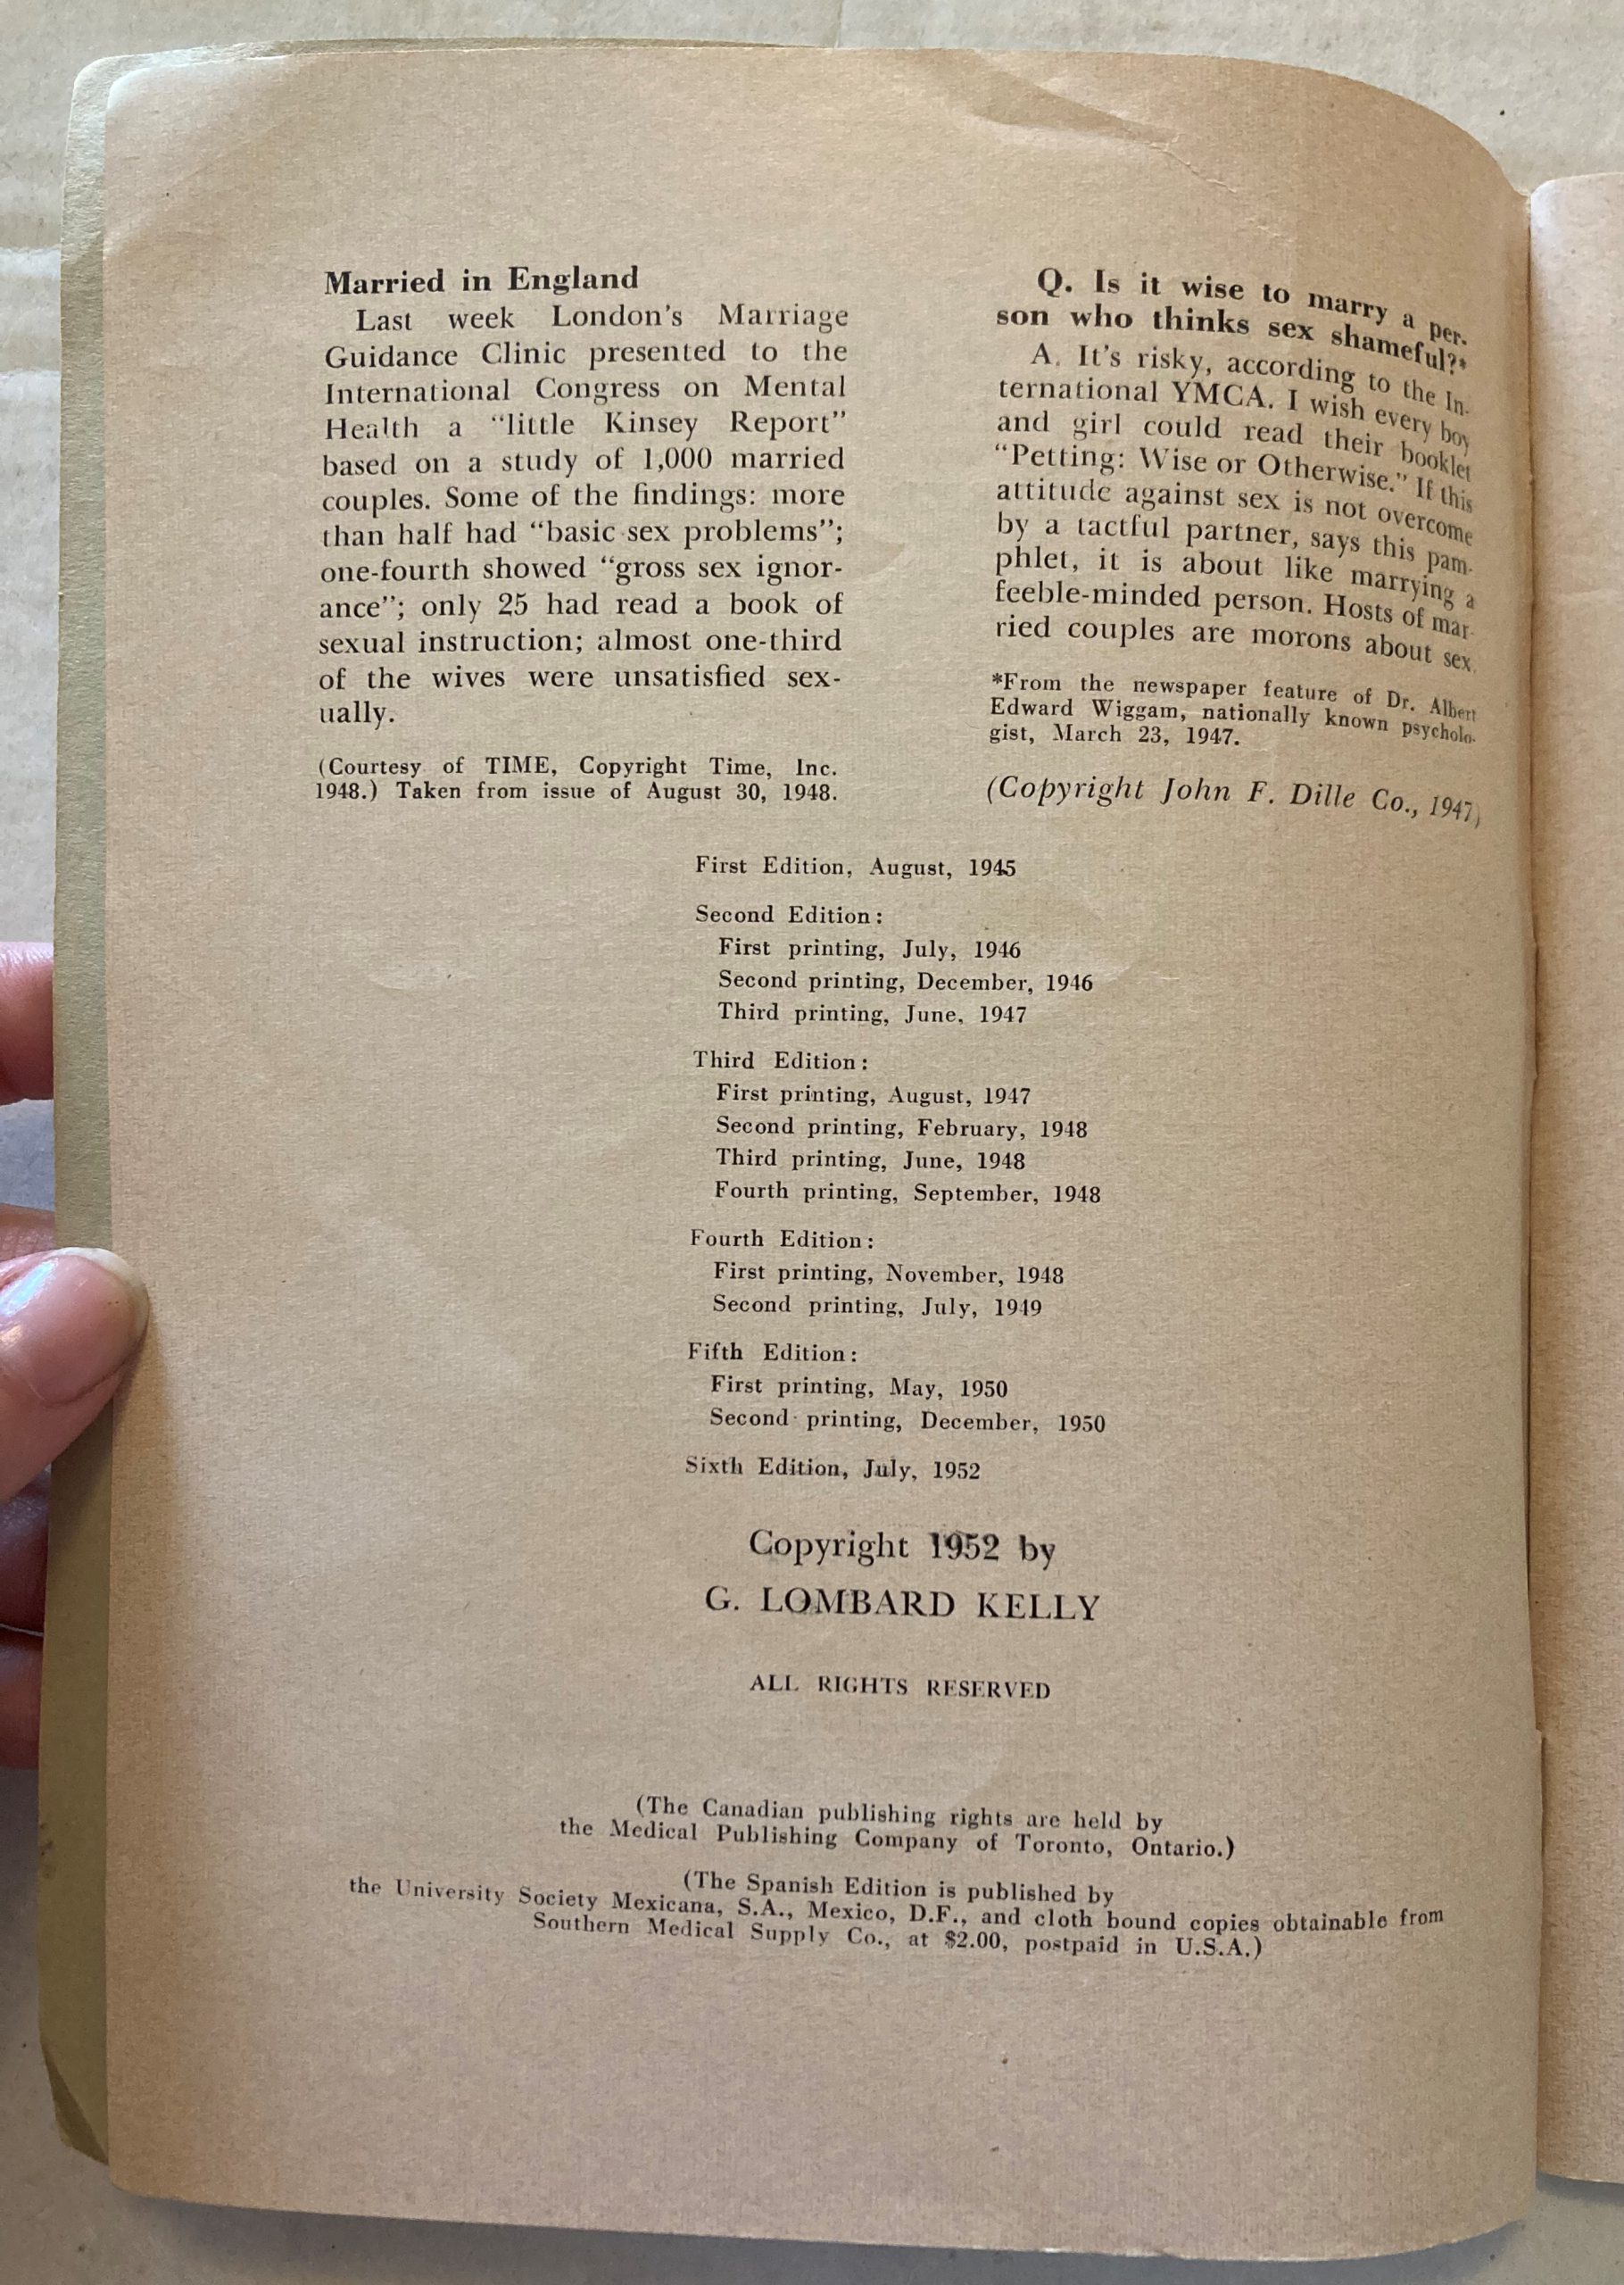 Married in England
Last week London's Marriage
Guidance Clinic presented to the
International Congress on Mental
Health a "little Kinsey Report"
based on a study of 1,000 married
couples. Some of the findings: more
than half had "basic sex problems";
one-fourth showed "gross sex ignor-
ance"; only 25 had read a book of
sexual instruction; almost one-third
of the wives were unsatisfied sex-
ually.
(Courtesy of TIME, Copyright Time, Inc.
1948.) Taken from issue of August 30, 1948.
Q. Is it wise to marry a per-
son who thinks sex shameful?*
A. It's risky, according to the In-
ternational YMCA. I wish every boy
and girl could read their booklet
"Petting: Wise or Otherwise." If this
attitude against sex is not overcome
by a tactful partner, says this pam-
phlet, it is about like marrying a
feeble-minded person. Hosts of mar-
ried couples are morons about sex.
*From the newspaper feature of Dr. Albert
Edward Wiggam, nationally known psycholo-
gist, March 23, 1947.
(Copyright John F. Dille Co., 1947)
First Edition, August, 1945
Second Edition:
First printing, July, 1946
Second printing, December, 1946
Third printing, June, 1947
Third Edition:
First printing, August, 1947
Second printing, February, 1948
Third printing, June, 1948
Fourth printing, September, 1948
Fourth Edition:
First printing, November, 1948
Second printing, July, 1949
Fifth Edition:
First printing, May, 1950
Second printing, December, 1950
Sixth Edition, July, 1952
Copyright 1952 by
G. LOMBARD KELLY
ALL RIGHTS RESERVED
(The Canadian publishing rights are held by
the Medical Publishing Company of Toronto, Ontario.)
(The Spanish Edition is published by
the University Society Mexicana, S.A., Mexico, D.F., and cloth bound copies obtainable from
Southern Medical Supply Co., at $2.00, postpaid in U.S.A.)